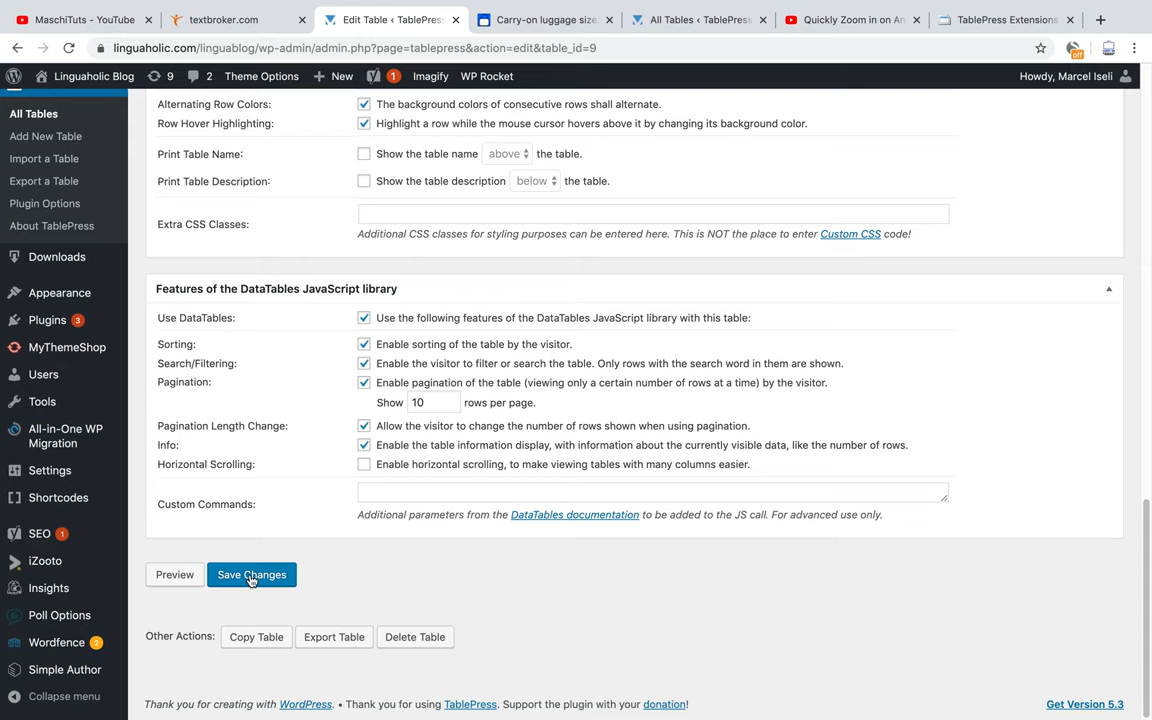 MaschiTuts - YouTube
textbroker.com
Edit Table ‹ TablePress
Carry-on luggage size
All Tables ‹ TablePress
Quickly Zoom in on An
TablePress Extensions
linguaholic.com/linguablog/wp-admin/admin.php?page=tablepress&action=edit&table_id=9
off
Linguaholic Blog 9 2 Theme Options + New 1 Imagify WP Rocket Howdy, Marcel Iseli
All Tables
Add New Table
Import a Table
Export a Table
Plugin Options
About TablePress
Downloads
Appearance
Plugins 3
MyThemeShop
Users
Tools
All-in-One WP
Migration
Settings
Shortcodes
SEO 1
iZooto
Insights
Poll Options
Wordfence 2
Simple Author
Collapse menu
Alternating Row Colors: The background colors of consecutive rows shall alternate.
Row Hover Highlighting: Highlight a row while the mouse cursor hovers above it by changing its background color.
Print Table Name: Show the table name above the table.
Print Table Description: Show the table description below the table.
Extra CSS Classes:
Additional CSS classes for styling purposes can be entered here. This is NOT the place to enter Custom CSS code!
Features of the DataTables JavaScript library
Use DataTables: Use the following features of the DataTables JavaScript library with this table:
Sorting: Enable sorting of the table by the visitor.
Search/Filtering: Enable the visitor to filter or search the table. Only rows with the search word in them are shown.
Pagination: Enable pagination of the table (viewing only a certain number of rows at a time) by the visitor.
Show 10 rows per page.
Pagination Length Change: Allow the visitor to change the number of rows shown when using pagination.
Info: Enable the table information display, with information about the currently visible data, like the number of rows.
Horizontal Scrolling: Enable horizontal scrolling, to make viewing tables with many columns easier.
Custom Commands:
Additional parameters from the DataTables documentation to be added to the JS call. For advanced use only.
Preview Save Changes
Other Actions: Copy Table Export Table Delete Table
Thank you for creating with WordPress. • Thank you for using TablePress. Support the plugin with your donation! Get Version 5.3